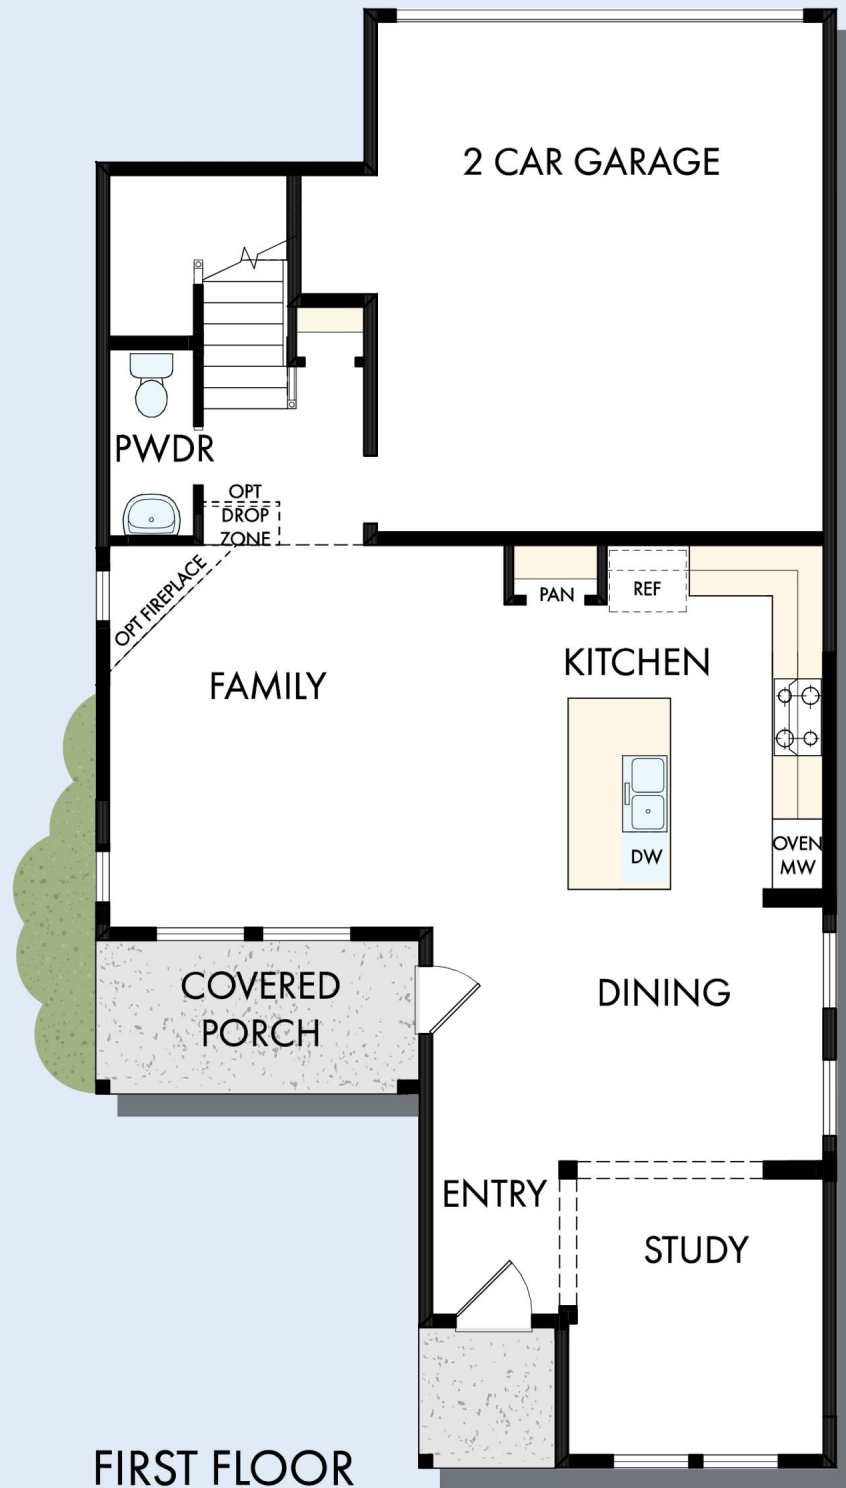 2 CAR GARAGE
PWDR
OPT
DROP
ZONE
OPT FIREPLACE
PAN
REF
KITCHEN
FAMILY
DW
OVEN
MW
COVERED
PORCH
DINING
ENTRY
STUDY
FIRST FLOOR